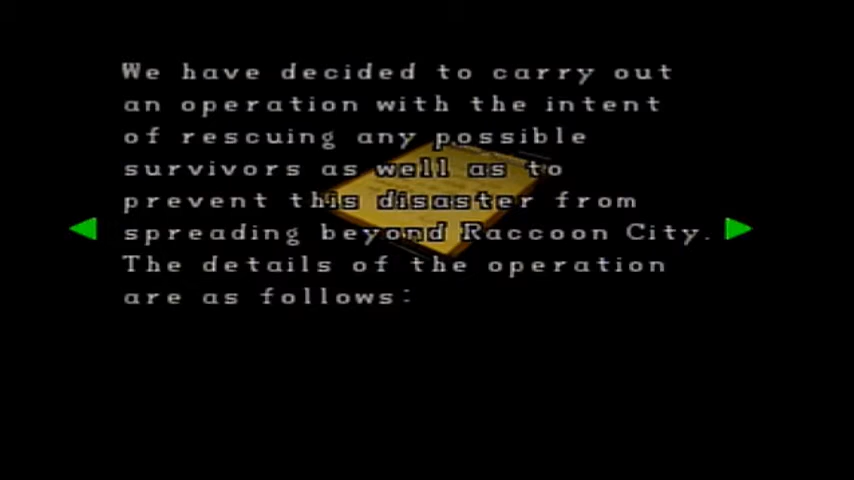 We have decided to carry out
an operation with the intent
of rescuing any possible
survivors as well as to
prevent this disaster from
spreading beyond Raccoon City.
The details of the operation
are as follows: